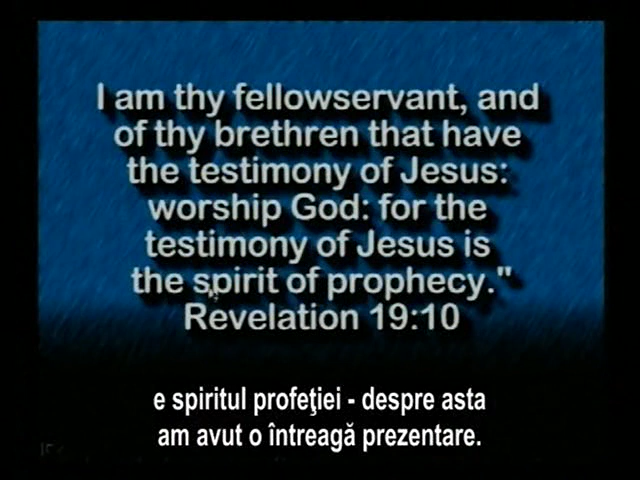 I am thy fellowservant, and
of thy brethren that have
the testimony of Jesus:
worship God: for the
testimony of Jesus is
the spirit of prophecy."
Revelation 19:10
e spiritul profeţiei - despre asta
am avut o întreagă prezentare.